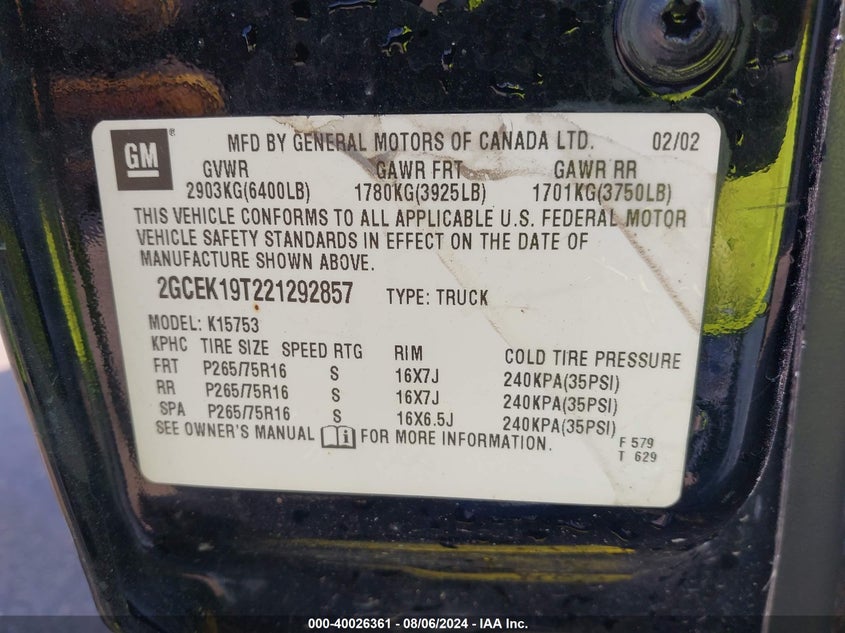 GM® MFD BY GENERAL MOTORS OF CANADA LTD. 02/02
GVWR GAWR FRT GAWR RR
2903KG(6400LB) 1780KG(3925LB) 1701KG(3750LB)
THIS VEHICLE CONFORMS TO ALL APPLICABLE U.S. FEDERAL MOTOR
VEHICLE SAFETY STANDARDS IN EFFECT ON THE DATE OF
MANUFACTURE SHOWN ABOVE.
2GCEK19T221292857 TYPE: TRUCK
MODEL: K15753
KPHC TIRE SIZE SPEED RTG RIM COLD TIRE PRESSURE
FRT P265/75R16 S 16X7J 240KPA(35PSI)
RR P265/75R16 S 16X7J 240KPA(35PSI)
SPA P265/75R16 S 16X6.5J 240KPA(35PSI)
SEE OWNER'S MANUAL FOR MORE INFORMATION.
F 579
T 629
000-40026361 - 08/06/2024 - IAA Inc.